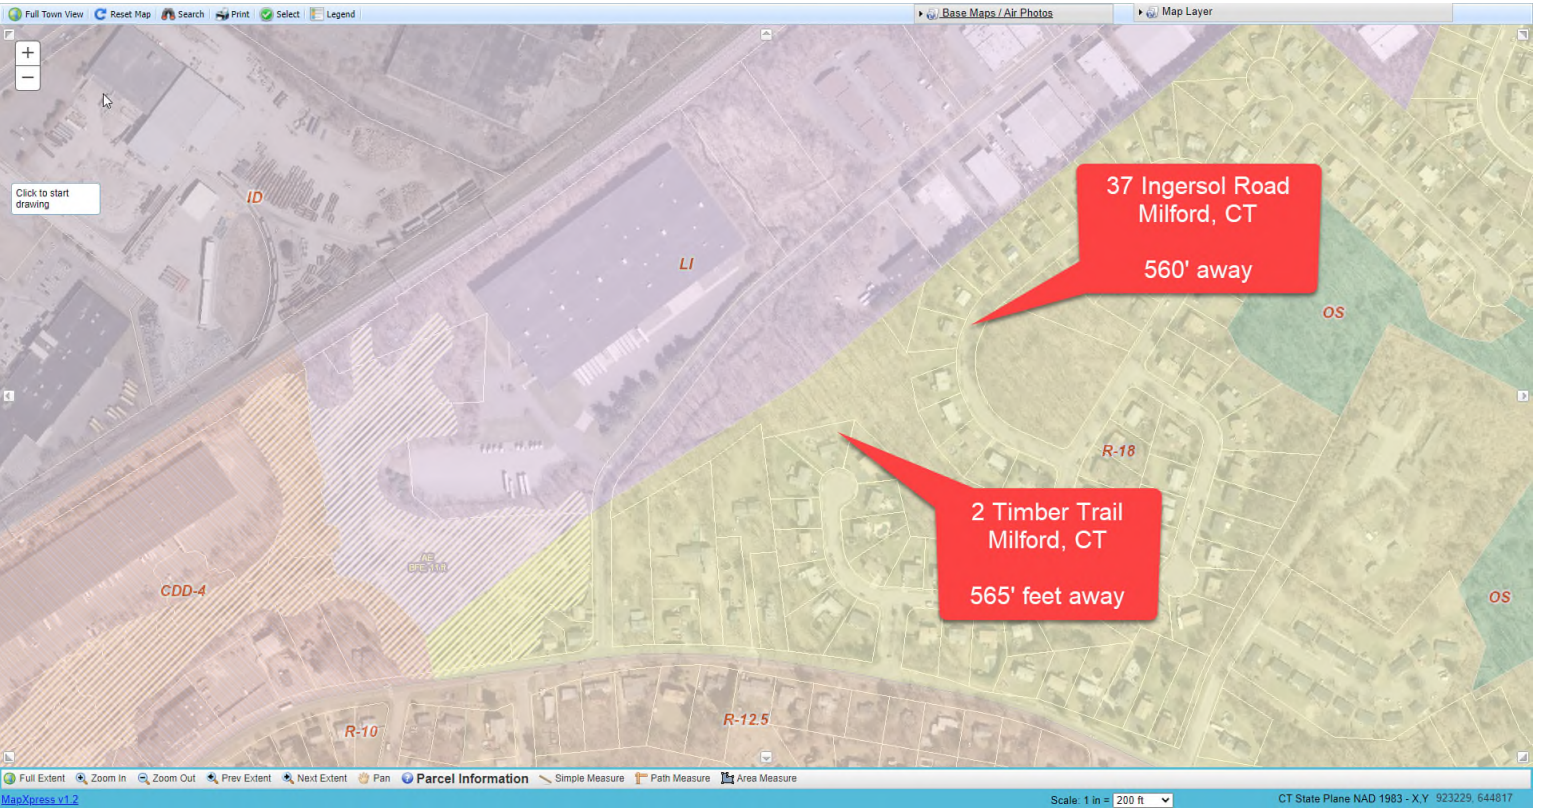 Full Town View Reset Map Search Print Select Legend Base Maps / Air Photos Map Layer
+
−
Click to start
drawing
ID
LI
37 Ingersol Road
Milford, CT
560' away
OS
R-18
2 Timber Trail
Milford, CT
565' feet away
AE
BFE 11 ft
CDD-4
OS
R-12.5
R-10
Full Extent Zoom In Zoom Out Prev Extent Next Extent Pan Parcel Information Simple Measure Path Measure Area Measure
MapXpress v1.2 Scale: 1 in = 200 ft CT State Plane NAD 1983 - X,Y 923229, 644817